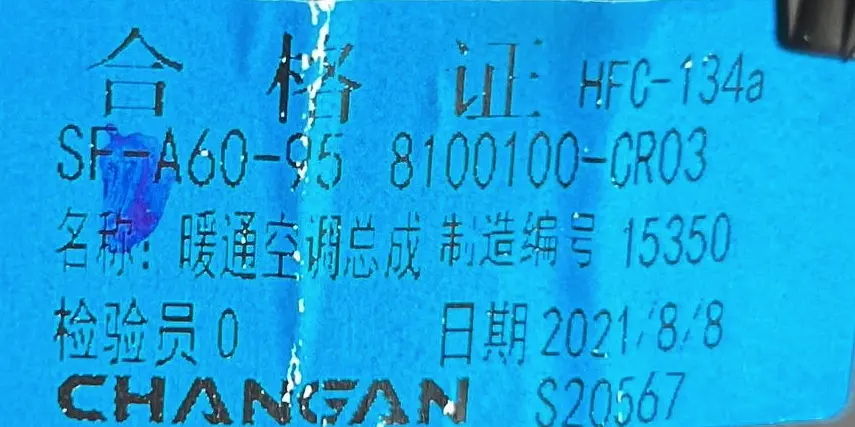 合格证 HFC-134a
SF-A60-95 8100100-CR03
名称: 暖通空调总成 制造编号 15350
检验员0 日期 2021/8/8
CHANGAN S20567